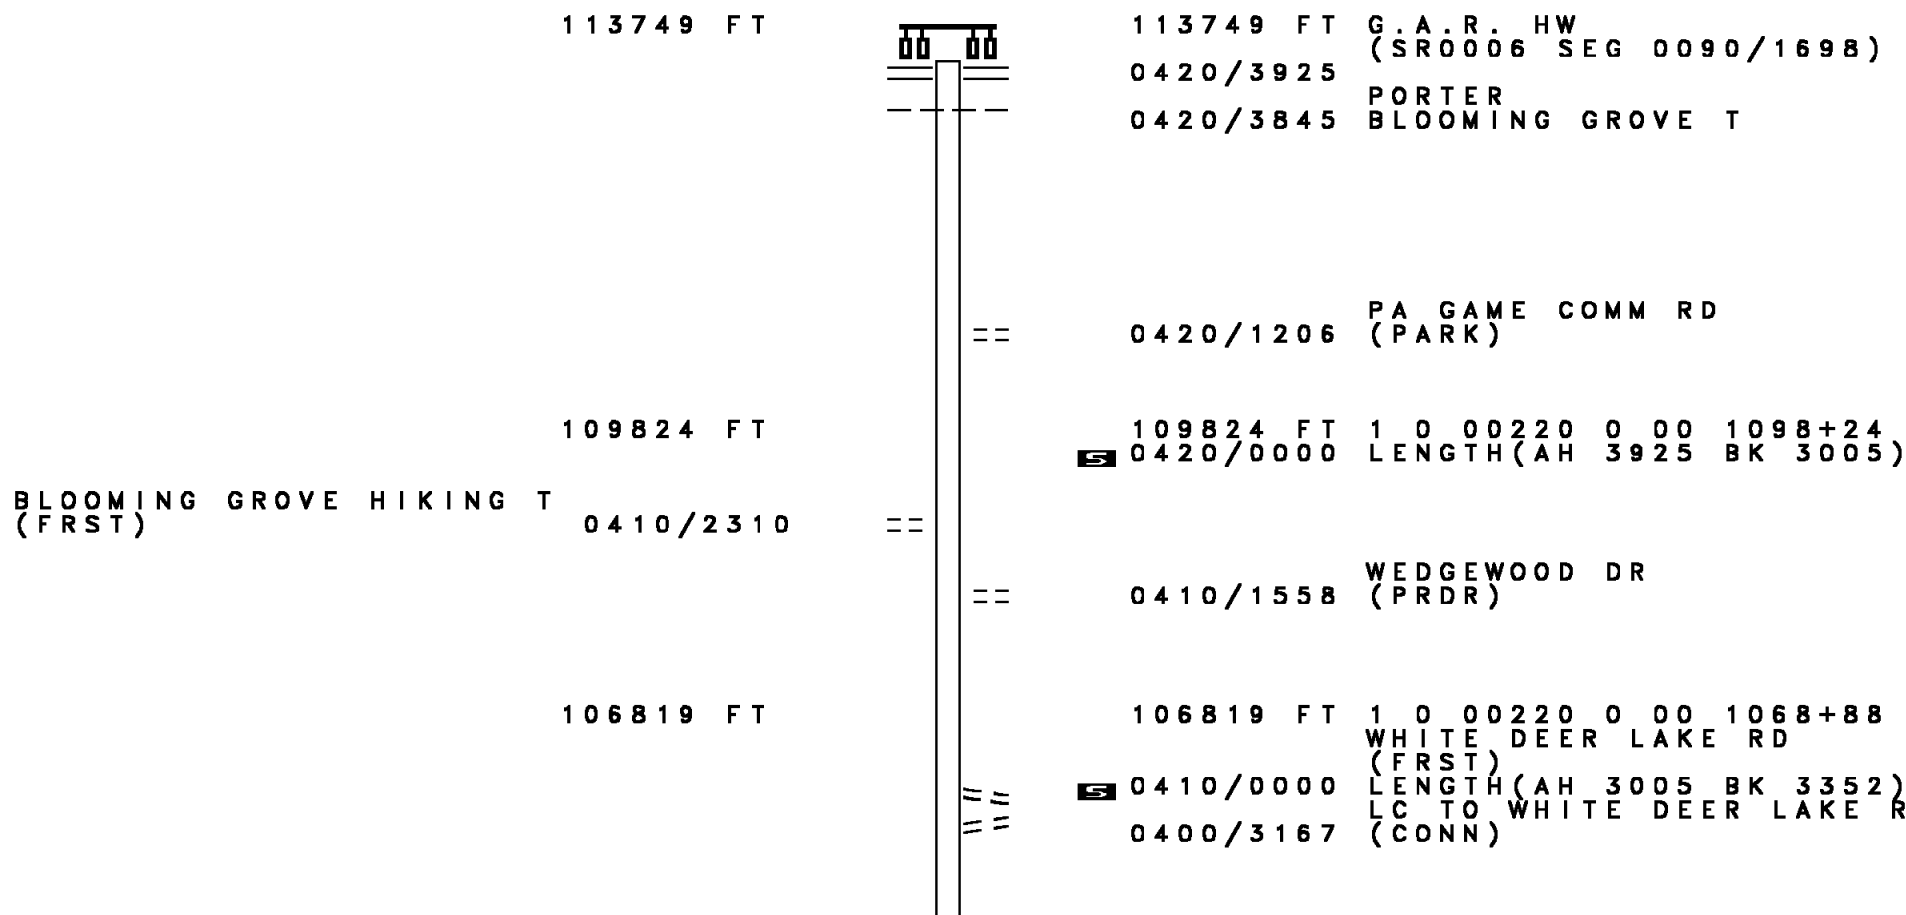 113749 FT 113749 FT G.A.R. HW
(SR0006 SEG 0090/1698)
0420/3925
PORTER
0420/3845 BLOOMING GROVE T
PA GAME COMM RD
0420/1206 (PARK)
109824 FT 109824 FT 1 0 00220 0 00 1098+24
S 0420/0000 LENGTH(AH 3925 BK 3005)
BLOOMING GROVE HIKING T
(FRST) 0410/2310
WEDGEWOOD DR
0410/1558 (PRDR)
106819 FT 106819 FT 1 0 00220 0 00 1068+88
WHITE DEER LAKE RD
(FRST)
S 0410/0000 LENGTH(AH 3005 BK 3352)
LC TO WHITE DEER LAKE R
0400/3167 (CONN)